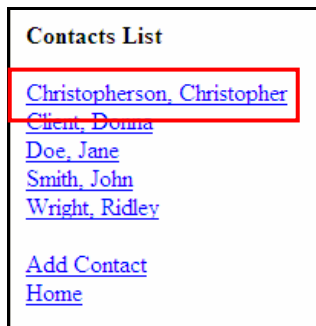 Contacts List
Christopherson, Christopher
Client, Donna
Doe, Jane
Smith, John
Wright, Ridley
Add Contact
Home